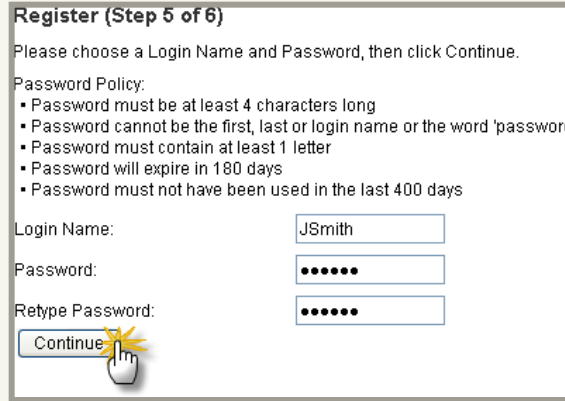 Register (Step 5 of 6)
Please choose a Login Name and Password, then click Continue.
Password Policy:
▪ Password must be at least 4 characters long
▪ Password cannot be the first, last or login name or the word 'passwor
▪ Password must contain at least 1 letter
▪ Password will expire in 180 days
▪ Password must not have been used in the last 400 days
Login Name: JSmith
Password: ●●●●●●
Retype Password: ●●●●●●
Continue